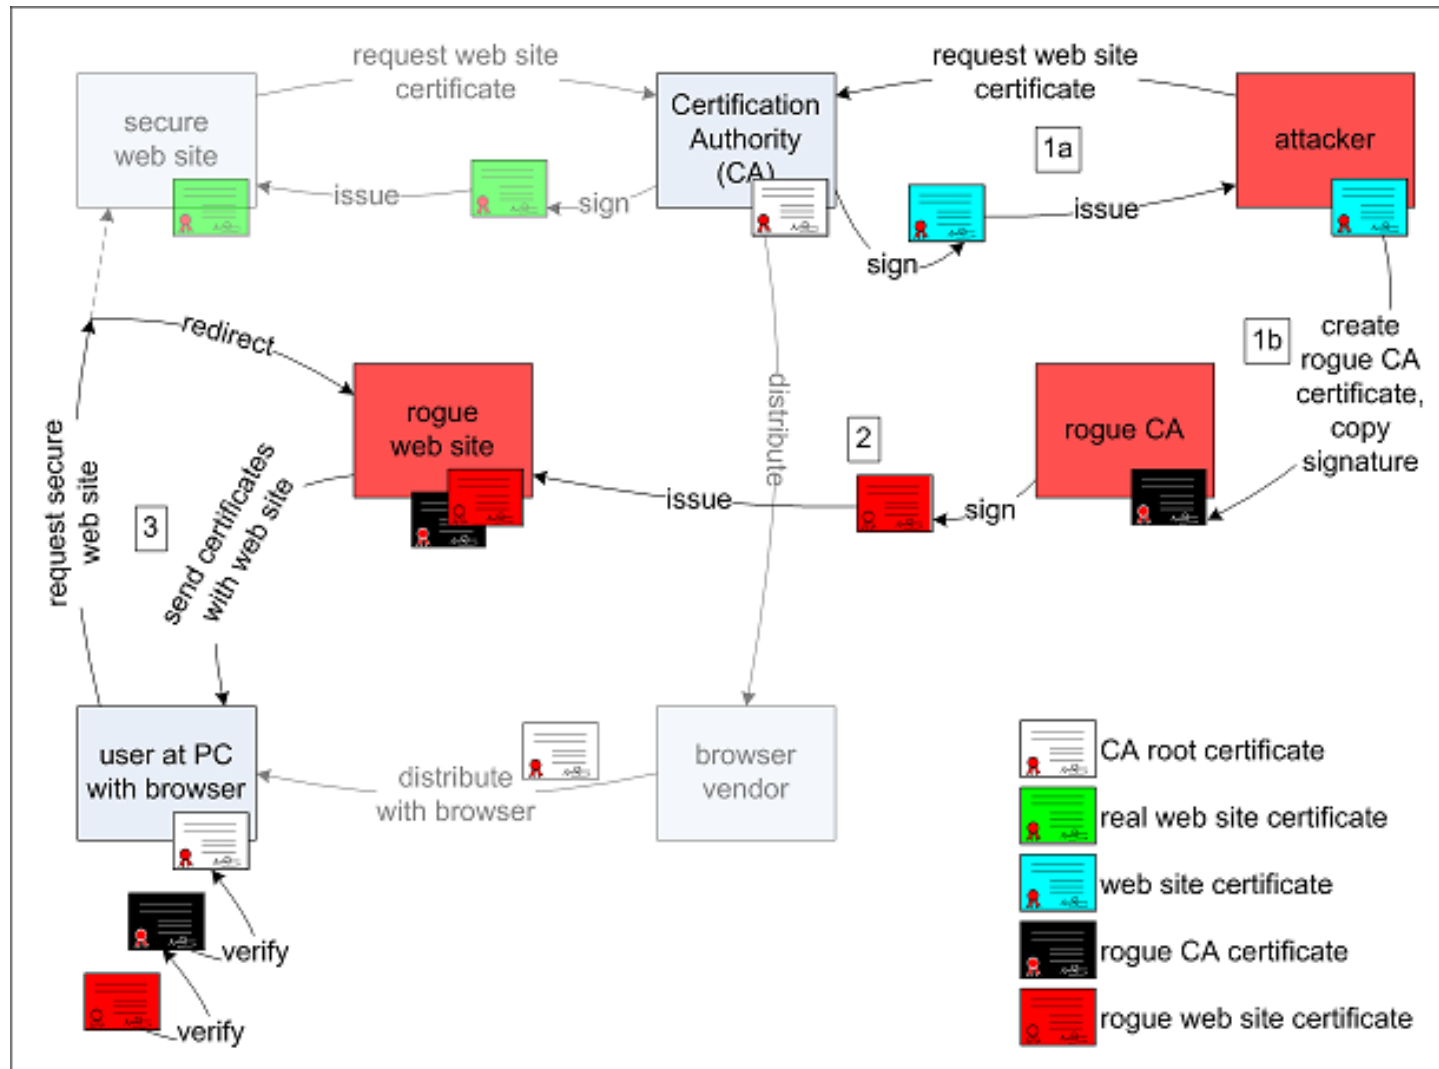 request web site
certificate
request web site
certificate
secure
web site
Certification
Authority
(CA)
attacker
1a
issue
sign
issue
sign
redirect
1b
create
rogue CA
certificate,
copy
signature
distribute
rogue
web site
2
rogue CA
issue
sign
request secure
web site
3
send certificates
with web site
user at PC
with browser
distribute
with browser
browser
vendor
CA root certificate
real web site certificate
web site certificate
rogue CA certificate
rogue web site certificate
verify
verify